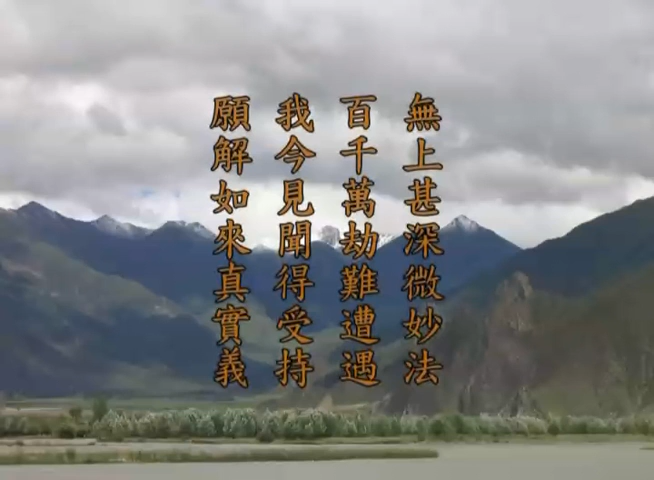 無上甚深微妙法
百千萬劫難遭遇
我今見聞得受持
願解如來真實義